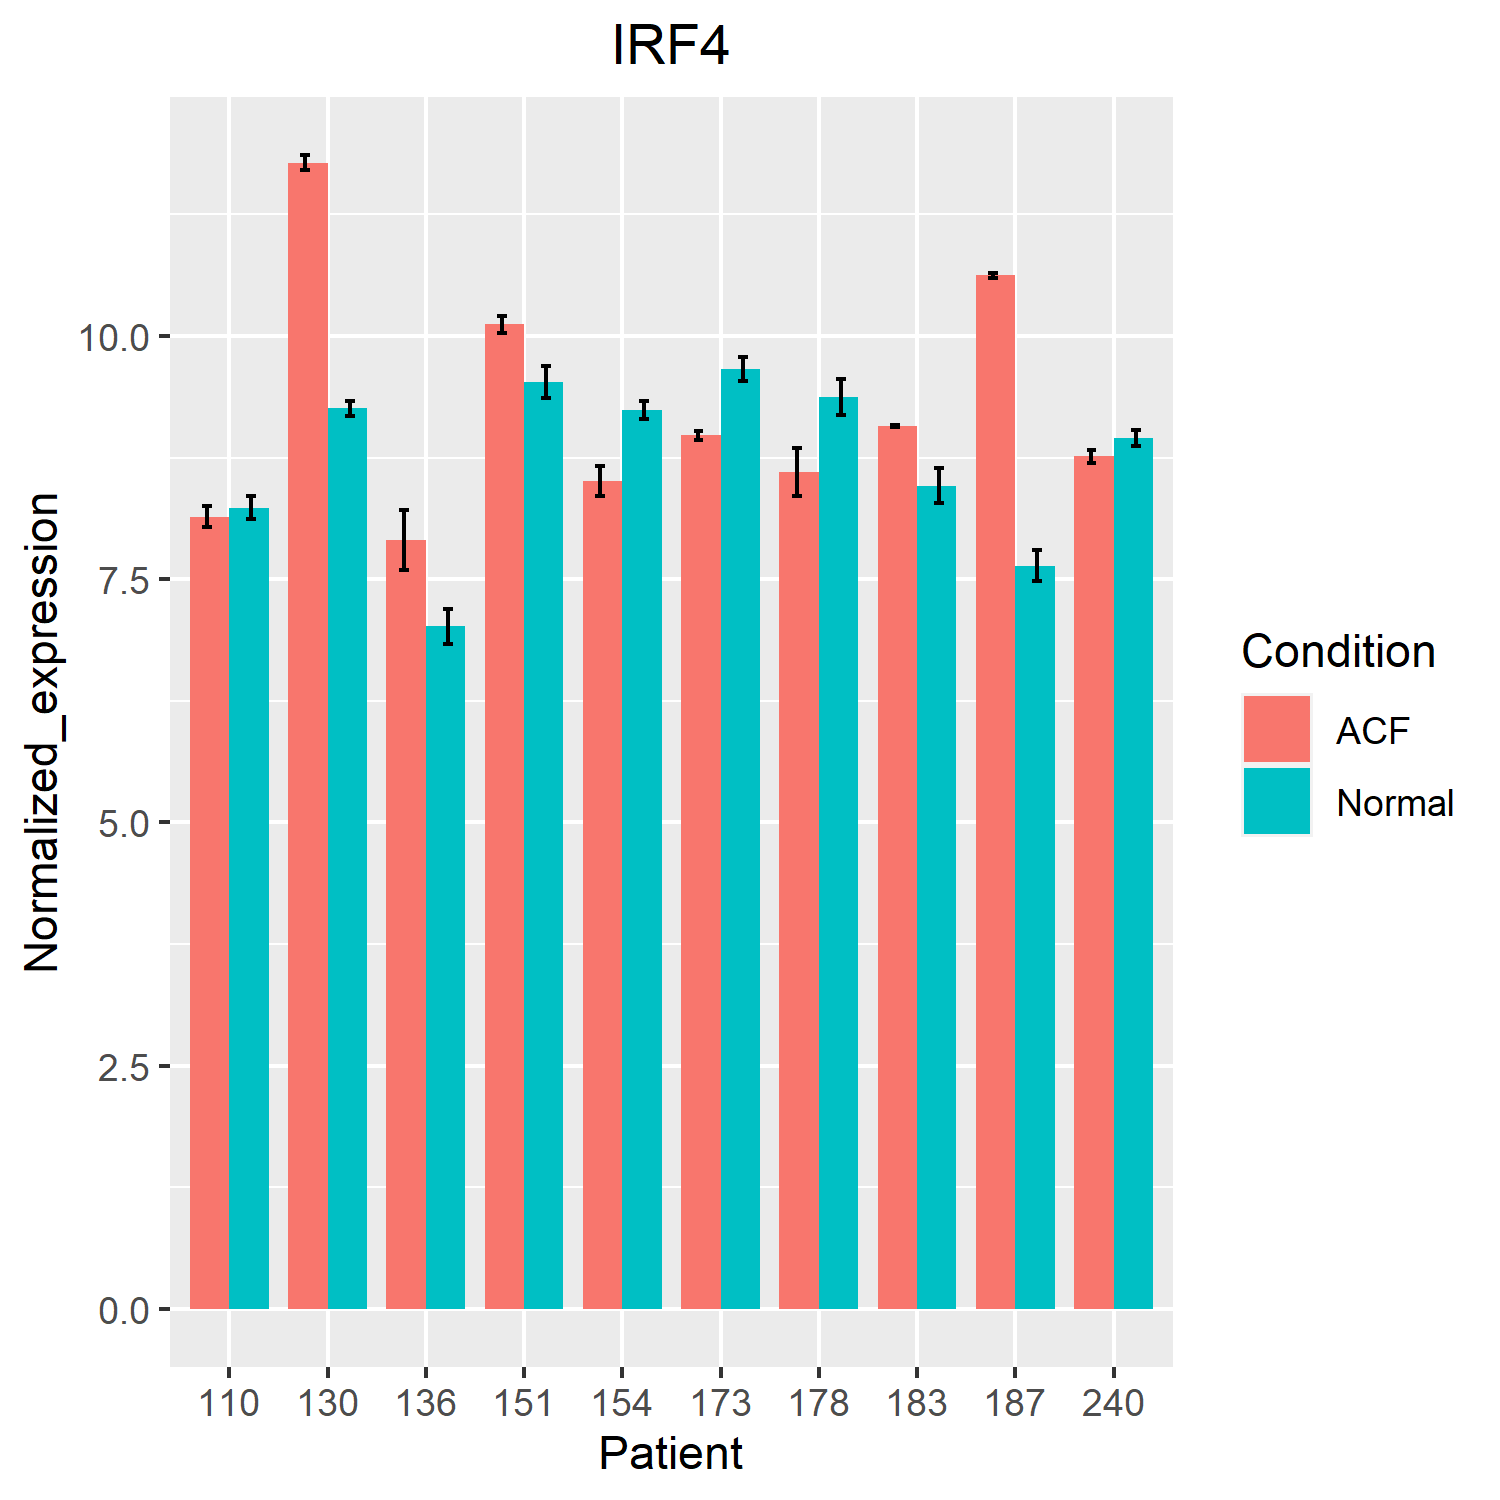 IRF4
Normalized_expression
10.0
7.5
5.0
2.5
0.0
110 130 136 151 154 173 178 183 187 240
Patient
Condition
ACF
Normal